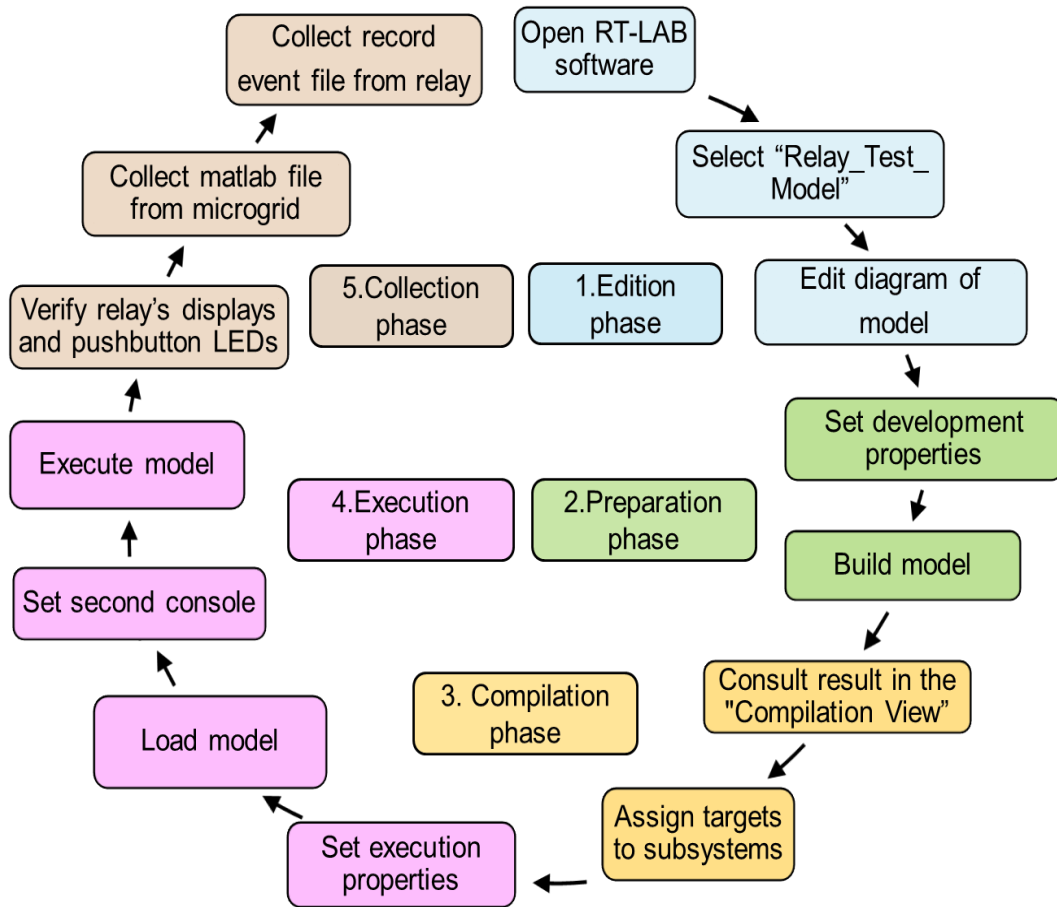 Open RT-LAB
software
Select “Relay_Test_
Model”
Edit diagram of
model
Set development
properties
Build model
Consult result in the
"Compilation View”
Assign targets
to subsystems
Set execution
properties
Load model
Set second console
Execute model
Verify relay’s displays
and pushbutton LEDs
Collect matlab file
from microgrid
Collect record
event file from relay
1.Edition
phase
2.Preparation
phase
3. Compilation
phase
4.Execution
phase
5.Collection
phase